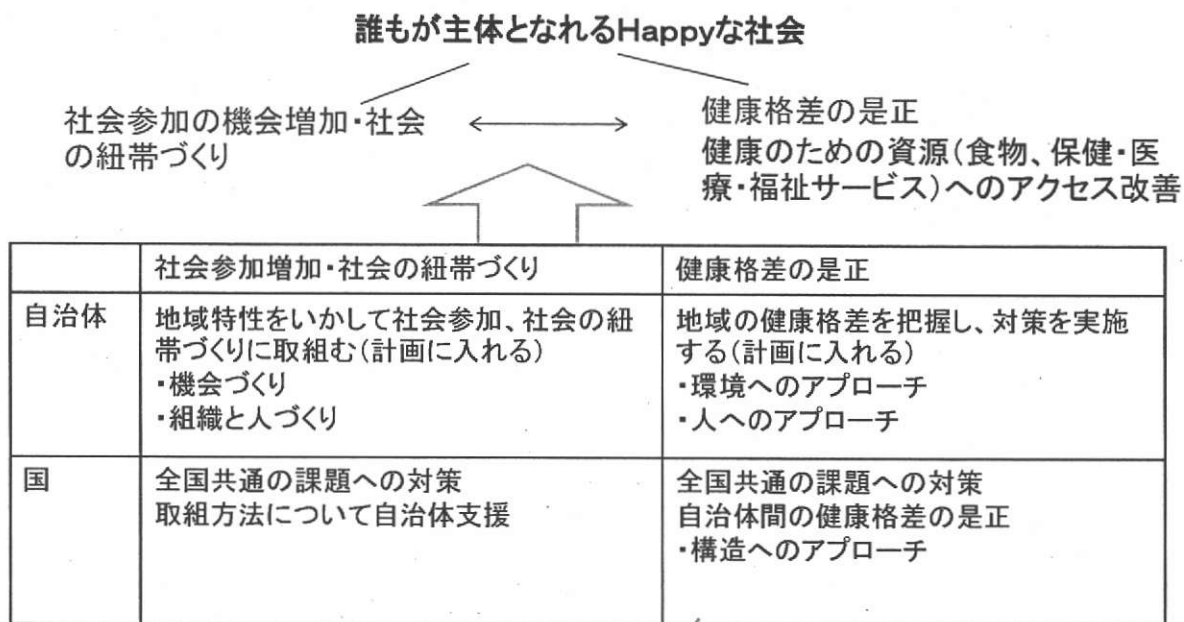 誰もが主体となれるHappyな社会
社会参加の機会増加・社会
の紐帯づくり
健康格差の是正
健康のための資源(食物、保健・医
療・福祉サービス)へのアクセス改善
社会参加増加・社会の紐帯づくり
健康格差の是正
自治体
地域特性をいかして社会参加、社会の紐
帯づくりに取組む(計画に入れる)
・機会づくり
・組織と人づくり
地域の健康格差を把握し、対策を実施
する(計画に入れる)
・環境へのアプローチ
・人へのアプローチ
国
全国共通の課題への対策
取組方法について自治体支援
全国共通の課題への対策
自治体間の健康格差の是正
・構造へのアプローチ